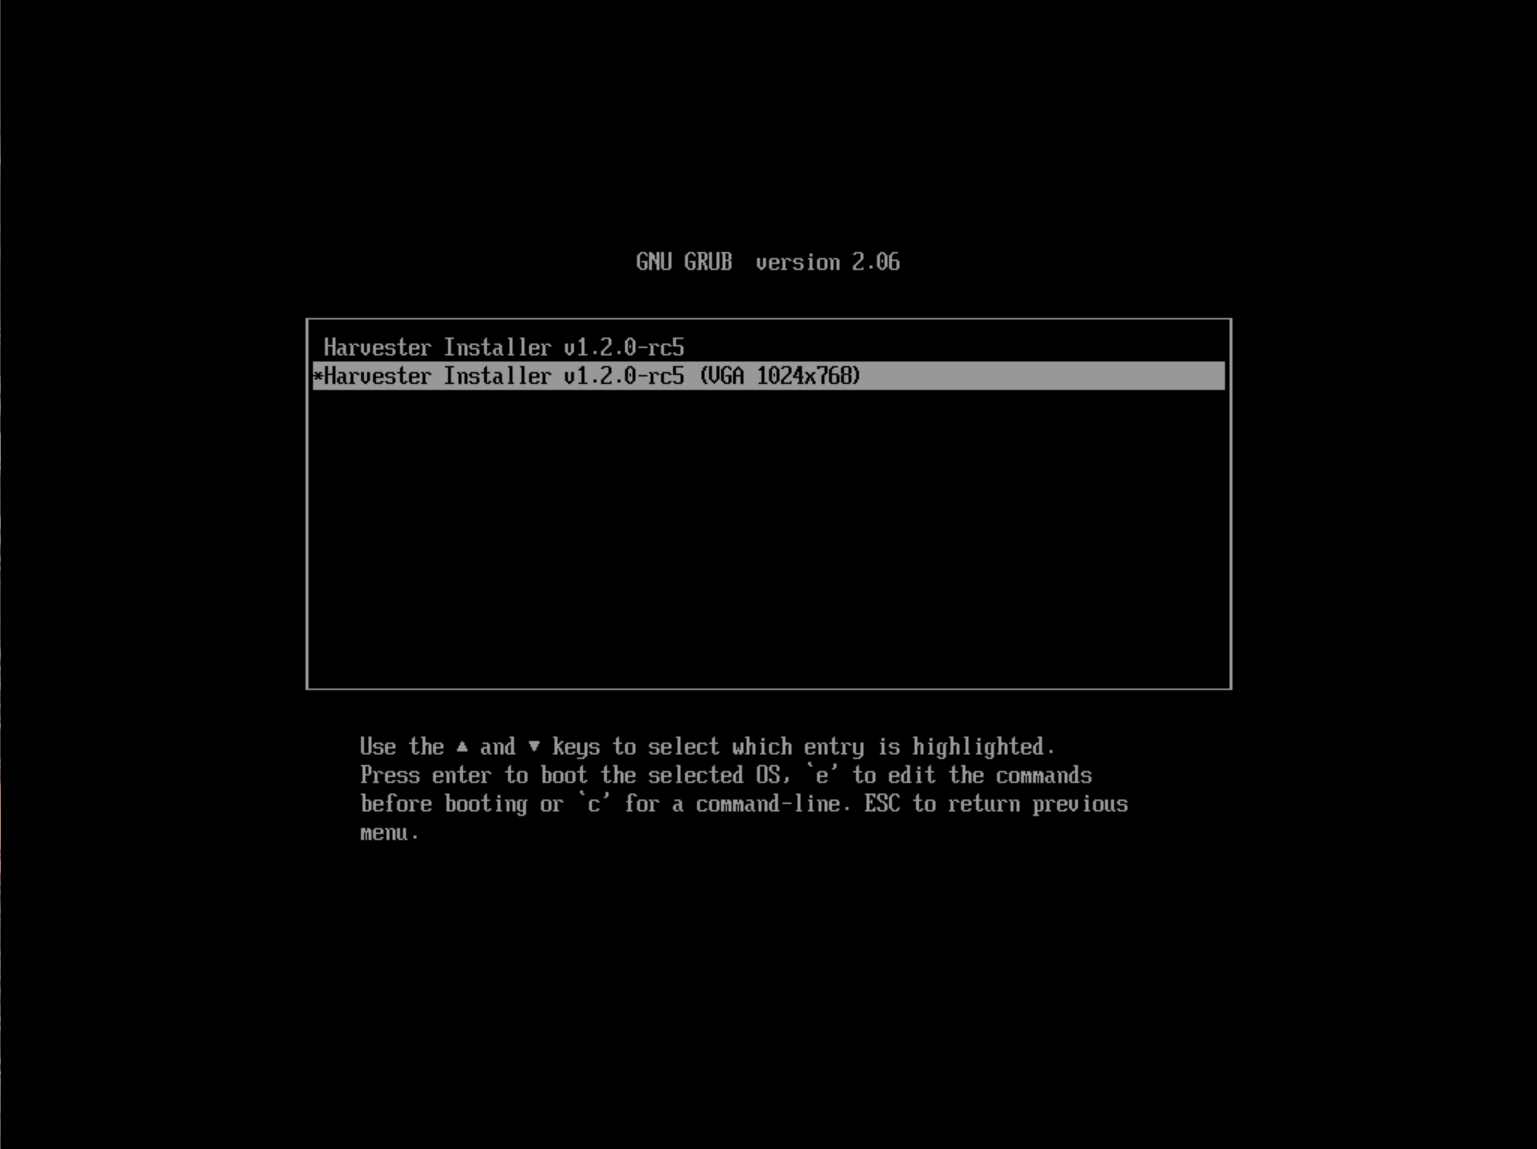 GNU GRUB  version 2.06
Harvester Installer v1.2.0-rc5
*Harvester Installer v1.2.0-rc5 (VGA 1024x768)
Use the ▲ and ▼ keys to select which entry is highlighted.
Press enter to boot the selected OS, `e' to edit the commands
before booting or `c' for a command-line. ESC to return previous
menu.